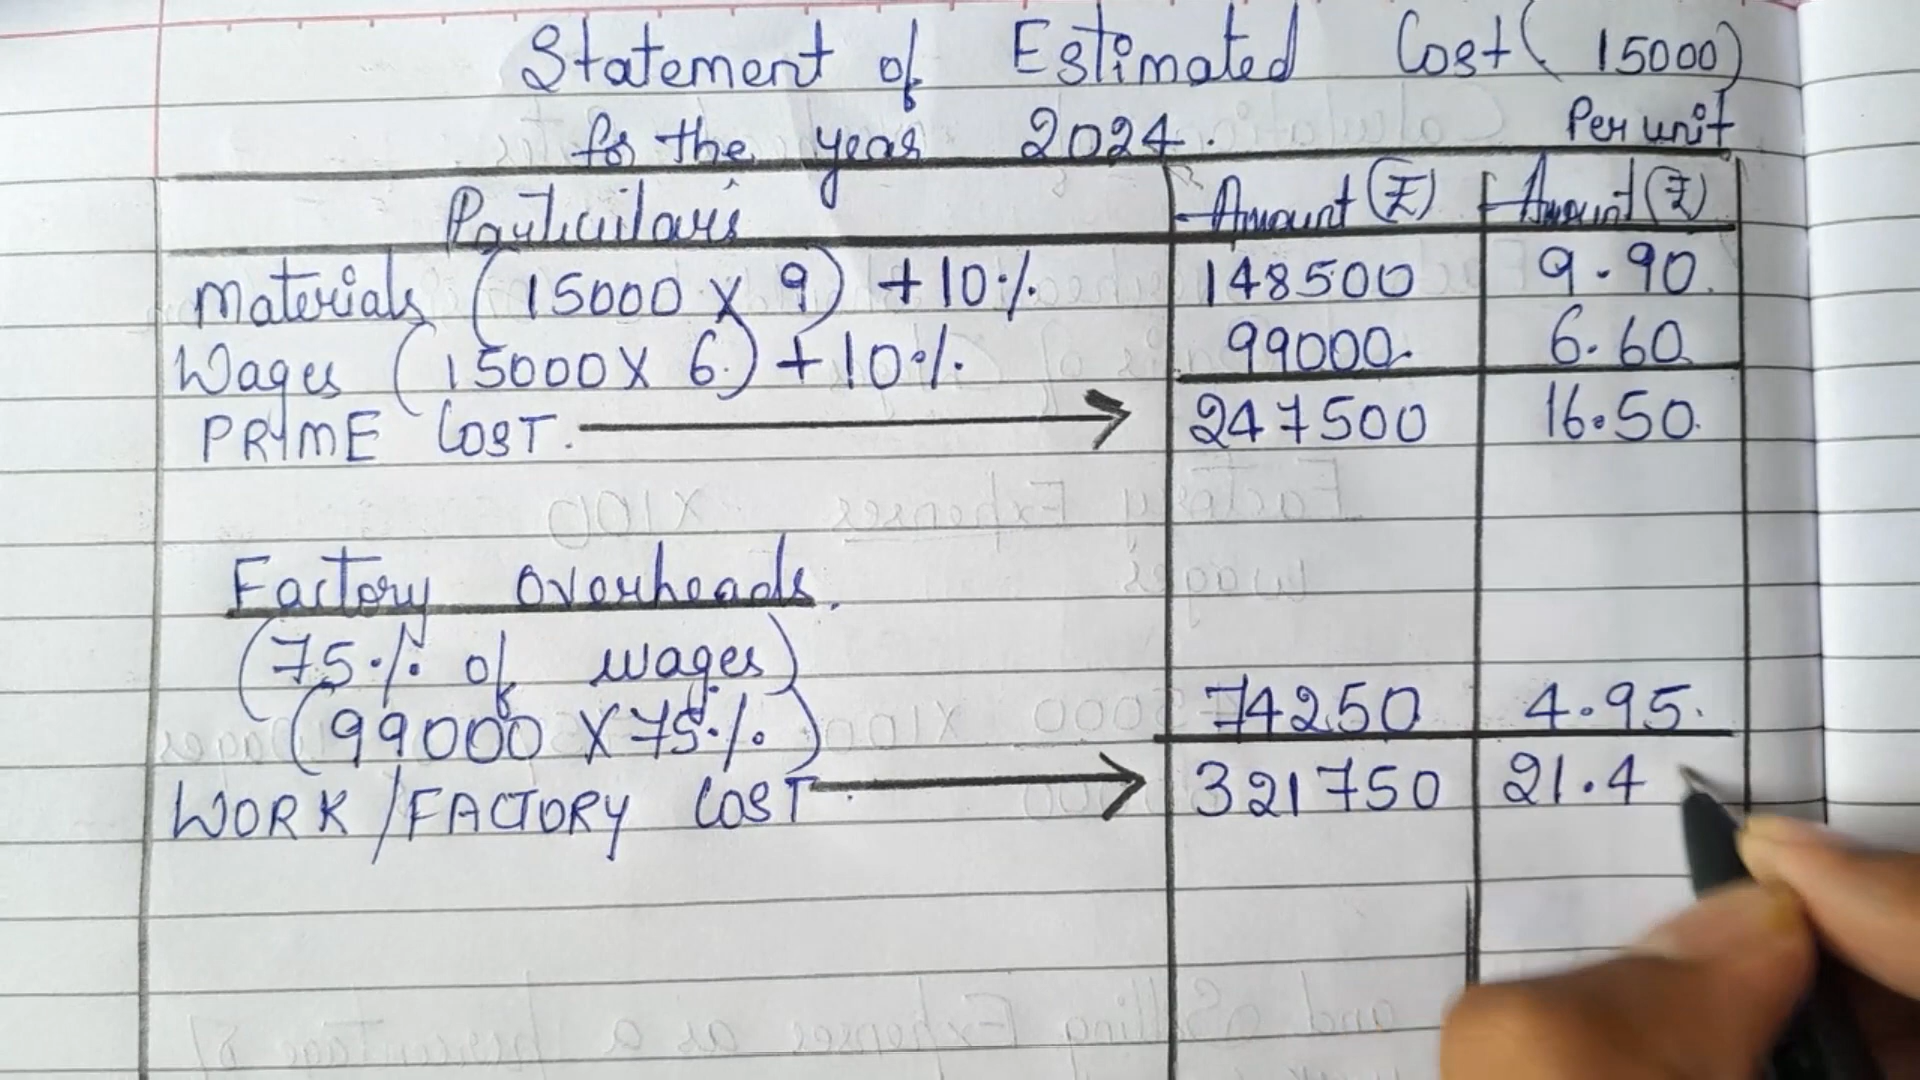 Statement of Estimated Cost (15000)
for the year 2024. Per unit
Particulars Amount (₹) Amount (₹)
Materials (15000 X 9) + 10% 148500 9.90
Wages (15000 X 6) + 10% 99000 6.60
PRIME COST. 247500 16.50
Factory Overheads.
(75% of wages)
(99000 X 75%) 74250 4.95
WORK / FACTORY COST 321750 21.4